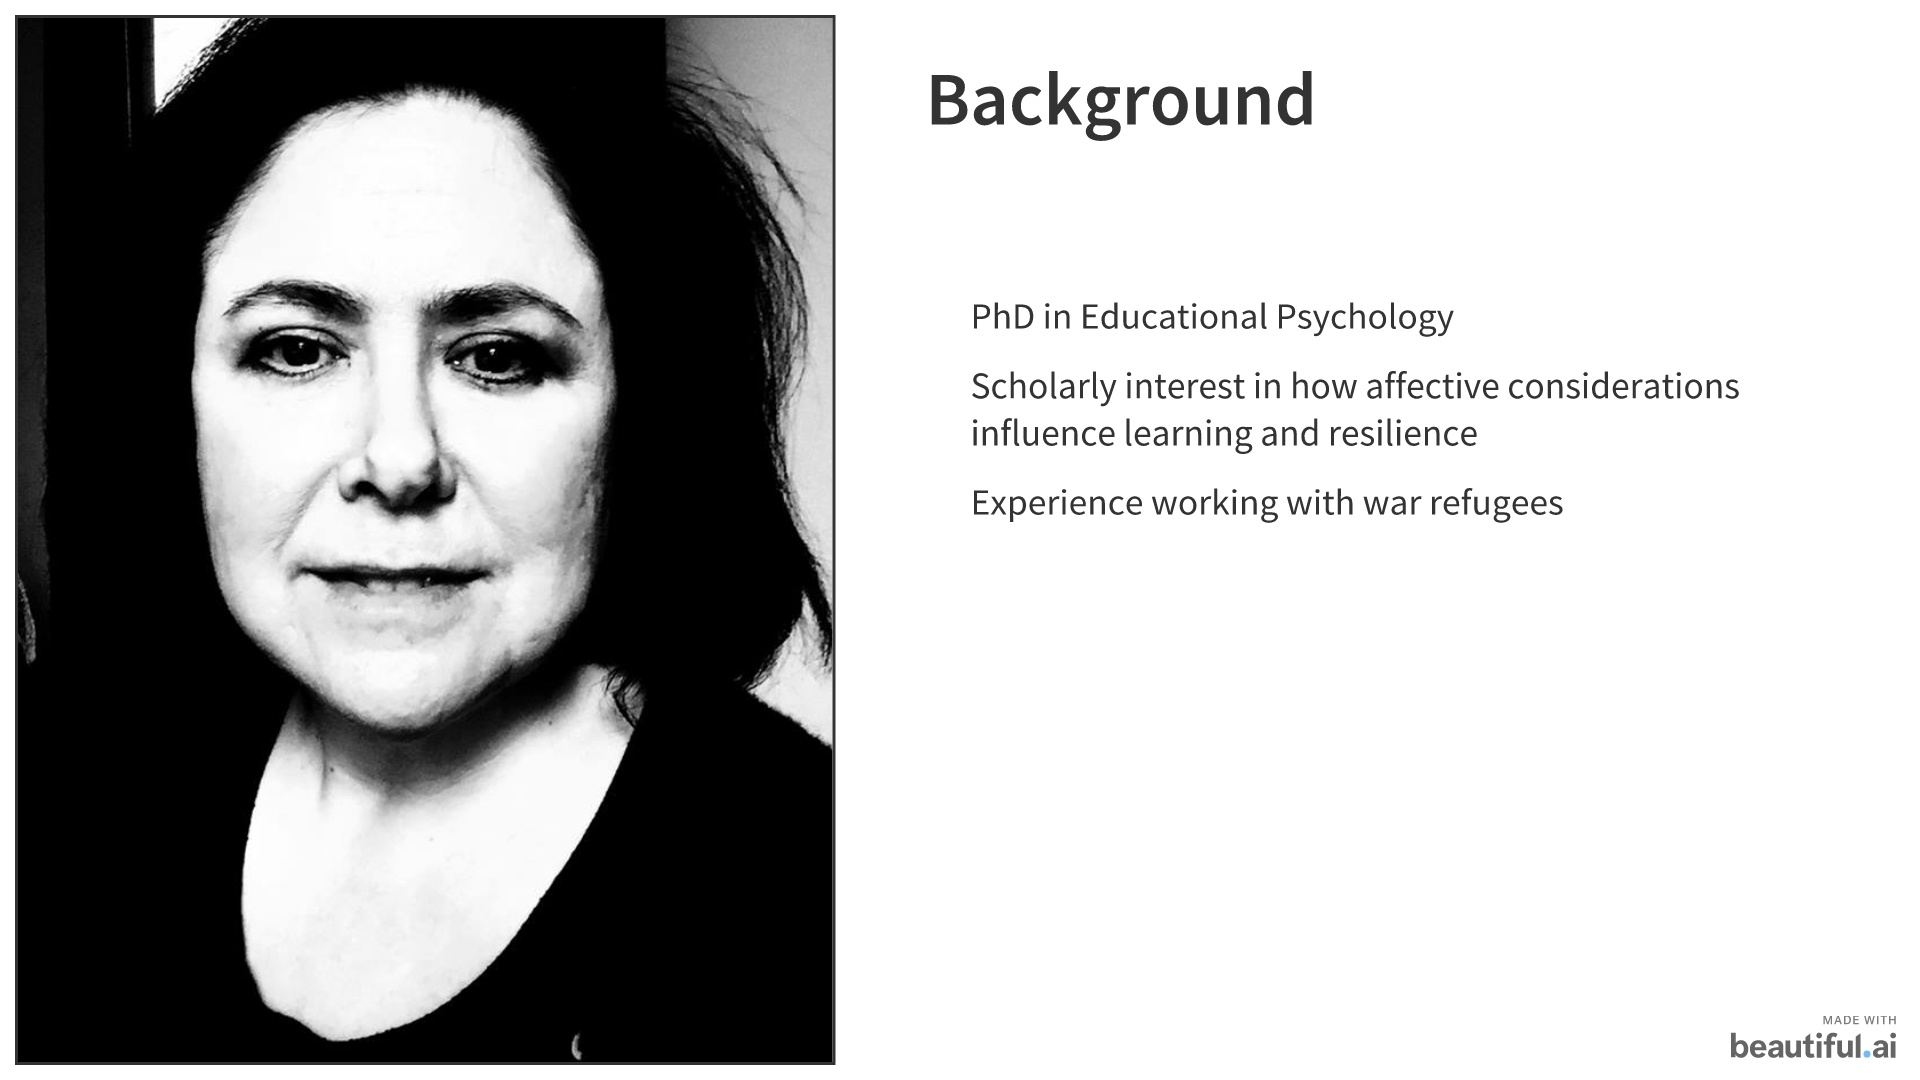 Background
PhD in Educational Psychology
Scholarly interest in how affective considerations
influence learning and resilience
Experience working with war refugees
MADE WITH
beautiful.ai